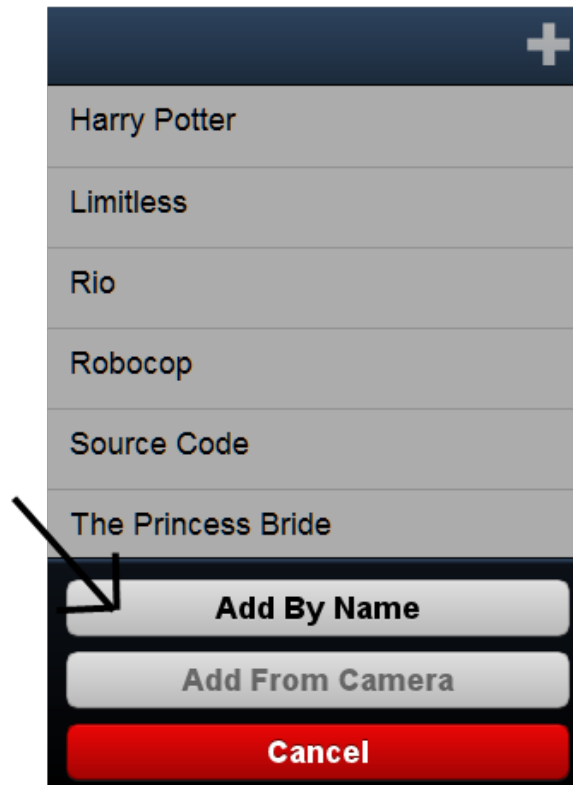 Harry Potter
Limitless
Rio
Robocop
Source Code
The Princess Bride
Add By Name
Add From Camera
Cancel